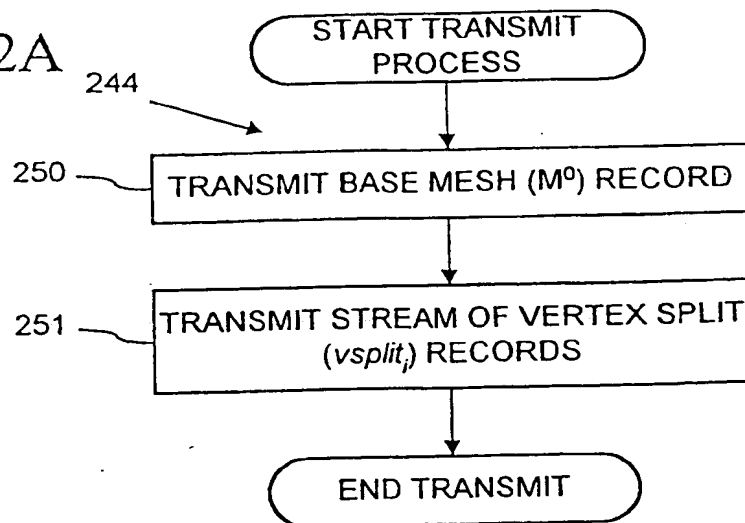 2A
START TRANSMIT
PROCESS
244
250
TRANSMIT BASE MESH (M⁰) RECORD
251
TRANSMIT STREAM OF VERTEX SPLIT
(vsplitᵢ) RECORDS
END TRANSMIT